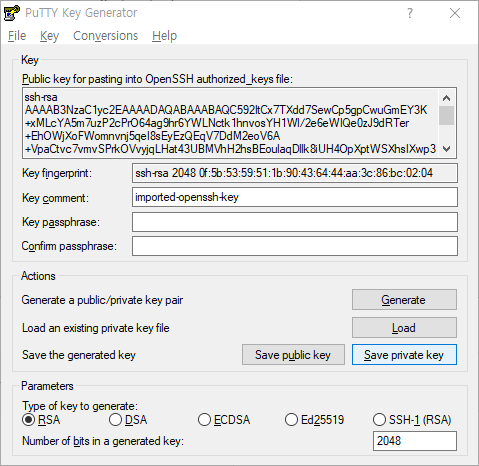 PuTTY Key Generator
?
File Key Conversions Help
Key
Public key for pasting into OpenSSH authorized_keys file:
ssh-rsa
AAAAB3NzaC1yc2EAAAADAQABAAABAQC592ltCx7TXdd7SewCp5gpCwuGmEY3K
+xMLcYA5m7uzP2cPrO64ag9hr6YWLNctk1hnvosYH1WI/2e6eWIQe0zJ9dRTer
+EhOWjXoFWomnvnj5qeI8sEyEzQEqV7DdM2eoV6A
+VpaCtvc7vmvSPrkOVvyjqLHat43UBMVhH2hsBEoulaqDllk8iUH4OpXptWSXhsIXwp3
Key fingerprint: ssh-rsa 2048 0f:5b:53:59:51:1b:90:43:64:44:aa:3c:86:bc:02:04
Key comment: imported-openssh-key
Key passphrase:
Confirm passphrase:
Actions
Generate a public/private key pair Generate
Load an existing private key file Load
Save the generated key Save public key Save private key
Parameters
Type of key to generate:
RSA DSA ECDSA Ed25519 SSH-1 (RSA)
Number of bits in a generated key: 2048